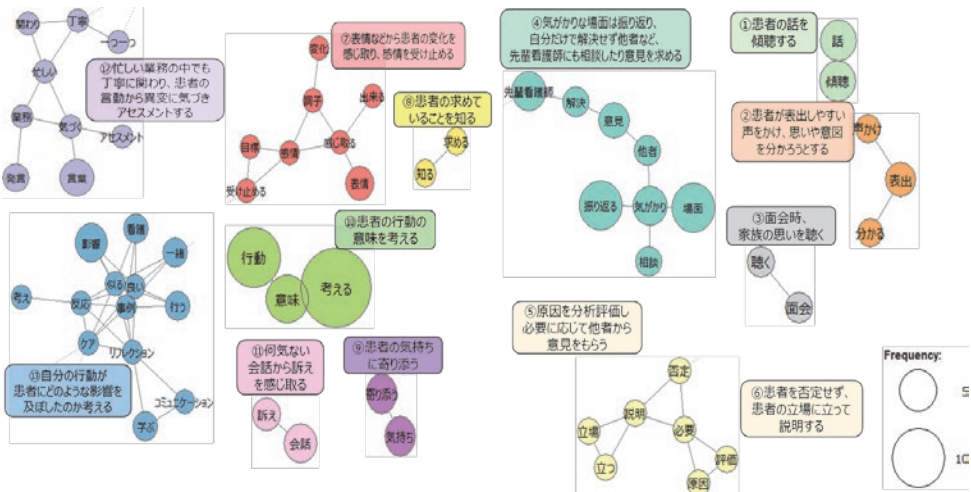 関わり
丁寧
一つ一つ
忙しい
⑫忙しい業務の中でも
丁寧に関わり、患者の
言動から異変に気づき
アセスメントする
業務
気づく
アセスメント
発言
言葉
変化
⑦表情などから患者の変化を
感じ取り、感情を受け止める
調子
出来る
目標
感情
感じ取る
受け止める
表情
⑧患者の求めて
いることを知る
求める
知る
④気がかりな場面は振り返り、
自分だけで解決せず他者など、
先輩看護師にも相談したり意見を求める
先輩看護師
解決
意見
他者
振り返る
気がかり
場面
相談
①患者の話を
傾聴する
話
傾聴
②患者が表出しやすい
声をかけ、思いや意図
を分かろうとする
声かけ
表出
分かる
③面会時、
家族の思いを聴く
聴く
面会
影響
看護
一緒
考え
似る
良い
反応
事例
行う
ケア
リフレクション
⑬自分の行動が
患者にどのような影響を
及ぼしたのか考える
コミュニケーション
学ぶ
⑩患者の行動の
意味を考える
行動
意味
考える
⑪何気ない
会話から訴え
を感じ取る
訴え
会話
⑨患者の気持ち
に寄り添う
寄り添う
気持ち
⑤原因を分析評価し
必要に応じて他者から
意見をもらう
否定
説明
立場
必要
立つ
評価
原因
⑥患者を否定せず、
患者の立場に立って
説明する
Frequency:
5
10